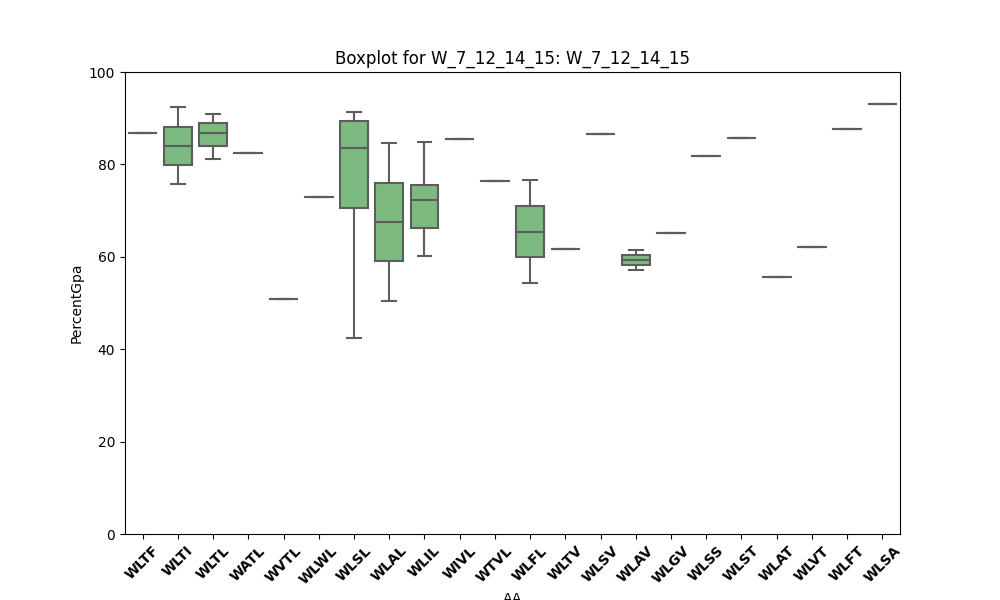 Boxplot for W_7_12_14_15: W_7_12_14_15
100
80
60
40
20
0
PercentGpa
WLTF WLTI WLTL WATL WVTL WLWL WLSL WLAL WLIL WIVL WTVL WLFL WLTV WLSV WLAV WLGV WLSS WLST WLAT WLVT WLFT WLSA
AA